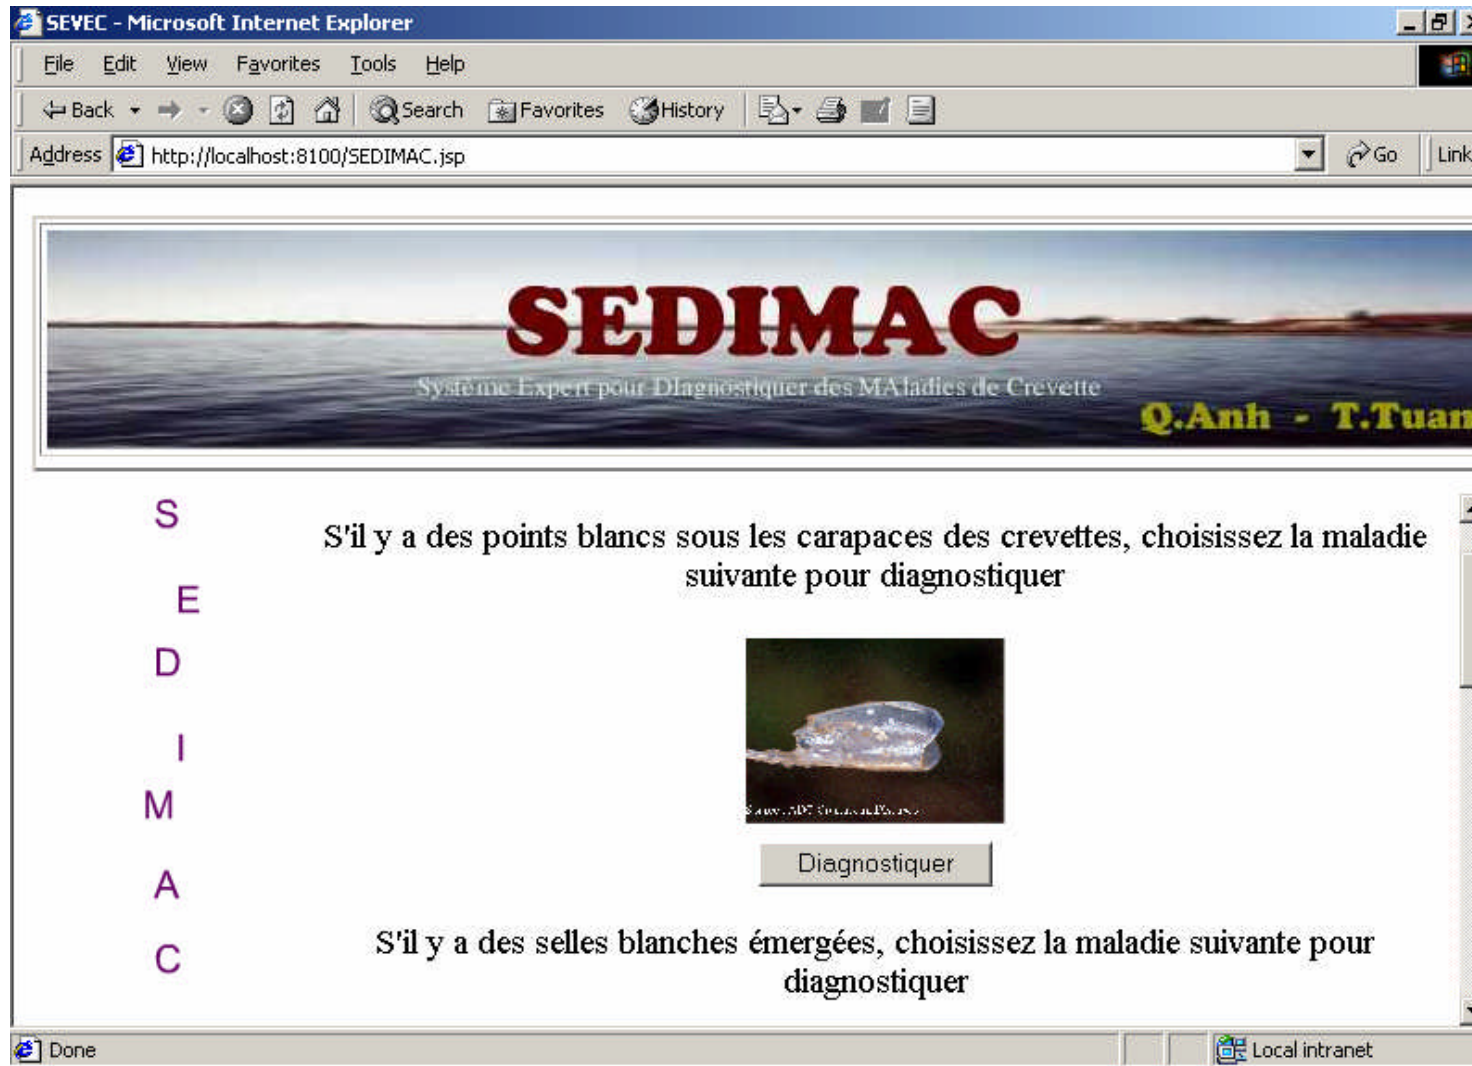 SEVEC - Microsoft Internet Explorer
File Edit View Favorites Tools Help
Back Search Favorites History
Address http://localhost:8100/SEDIMAC.jsp Go Link
SEDIMAC
Système Expert pour DIagnostiquer des MAladies de Crevette
Q.Anh - T.Tuan
S
E
D
I
M
A
C
S'il y a des points blancs sous les carapaces des crevettes, choisissez la maladie
suivante pour diagnostiquer
Diagnostiquer
S'il y a des selles blanches émergées, choisissez la maladie suivante pour
diagnostiquer
Done Local intranet